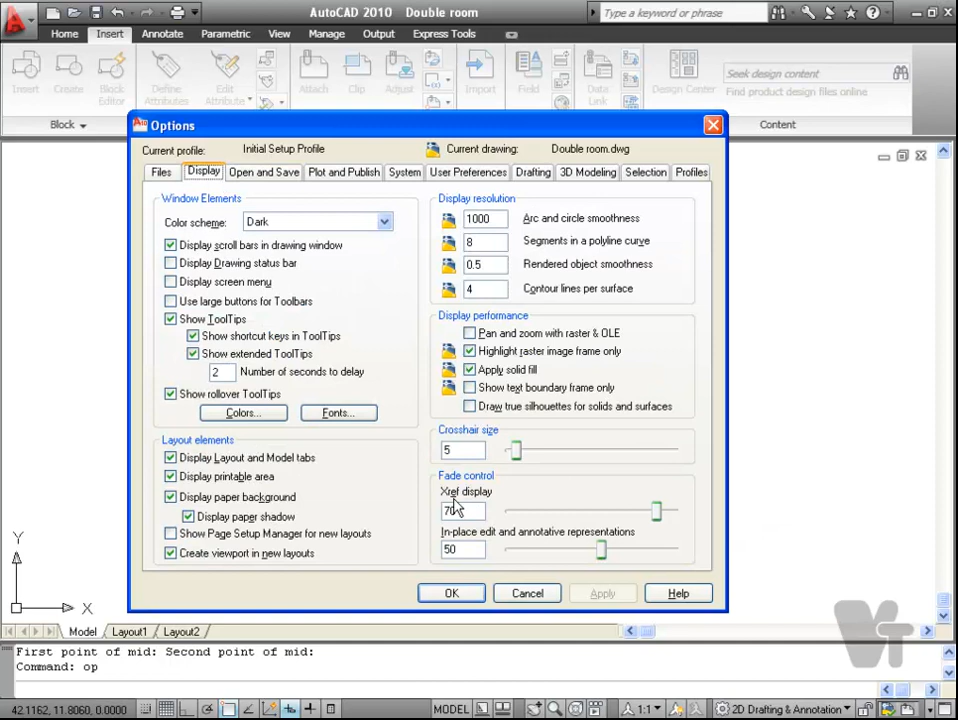 AutoCAD 2010 Double room
Type a keyword or phrase
Home Insert Annotate Parametric View Manage Output Express Tools
Insert Create Block Editor Define Attributes Edit Attribute Attach Clip Adjust Import Field Data Link Design Center
Seek design content
Find product design files online
Block Content
Options
Current profile: Initial Setup Profile Current drawing: Double room.dwg
Files Display Open and Save Plot and Publish System User Preferences Drafting 3D Modeling Selection Profiles
Window Elements
Color scheme: Dark
Display scroll bars in drawing window
Display Drawing status bar
Display screen menu
Use large buttons for Toolbars
Show ToolTips
Show shortcut keys in ToolTips
Show extended ToolTips
2 Number of seconds to delay
Show rollover ToolTips
Colors... Fonts...
Layout elements
Display Layout and Model tabs
Display printable area
Display paper background
Display paper shadow
Show Page Setup Manager for new layouts
Create viewport in new layouts
Display resolution
1000 Arc and circle smoothness
8 Segments in a polyline curve
0.5 Rendered object smoothness
4 Contour lines per surface
Display performance
Pan and zoom with raster & OLE
Highlight raster image frame only
Apply solid fill
Show text boundary frame only
Draw true silhouettes for solids and surfaces
Crosshair size
5
Fade control
Xref display
70
In-place edit and annotative representations
50
OK Cancel Apply Help
Y
X
Model Layout1 Layout2
VT
First point of mid: Second point of mid:
Command: op
42.1162, 11.8060, 0.0000 MODEL 1:1 2D Drafting & Annotation